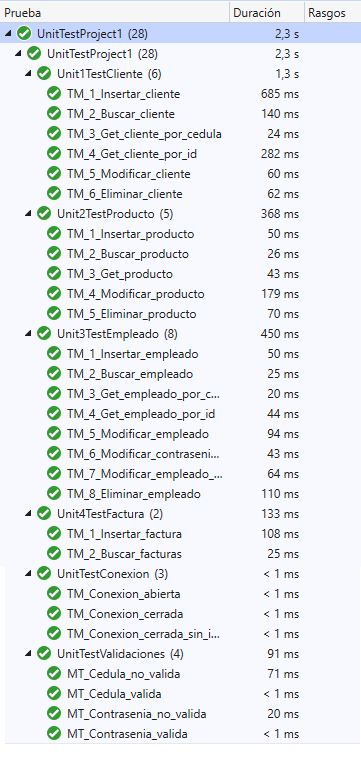 Prueba Duración Rasgos
UnitTestProject1 (28) 2,3 s
UnitTestProject1 (28) 2,3 s
Unit1TestCliente (6) 1,3 s
TM_1_Insertar_cliente 685 ms
TM_2_Buscar_cliente 140 ms
TM_3_Get_cliente_por_cedula 24 ms
TM_4_Get_cliente_por_id 282 ms
TM_5_Modificar_cliente 60 ms
TM_6_Eliminar_cliente 62 ms
Unit2TestProducto (5) 368 ms
TM_1_Insertar_producto 50 ms
TM_2_Buscar_producto 26 ms
TM_3_Get_producto 43 ms
TM_4_Modificar_producto 179 ms
TM_5_Eliminar_producto 70 ms
Unit3TestEmpleado (8) 450 ms
TM_1_Insertar_empleado 50 ms
TM_2_Buscar_empleado 25 ms
TM_3_Get_empleado_por_c... 20 ms
TM_4_Get_empleado_por_id 44 ms
TM_5_Modificar_empleado 94 ms
TM_6_Modificar_contraseni... 43 ms
TM_7_Modificar_empleado_... 64 ms
TM_8_Eliminar_empleado 110 ms
Unit4TestFactura (2) 133 ms
TM_1_Insertar_factura 108 ms
TM_2_Buscar_facturas 25 ms
UnitTestConexion (3) < 1 ms
TM_Conexion_abierta < 1 ms
TM_Conexion_cerrada < 1 ms
TM_Conexion_cerrada_sin_i... < 1 ms
UnitTestValidaciones (4) 91 ms
MT_Cedula_no_valida 71 ms
MT_Cedula_valida < 1 ms
MT_Contrasenia_no_valida 20 ms
MT_Contrasenia_valida < 1 ms